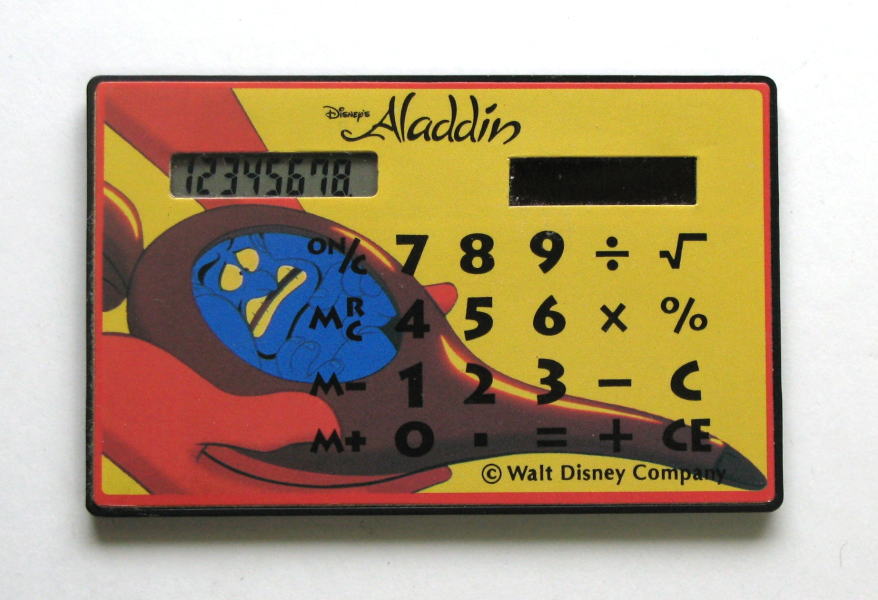 Disney's Aladdin
12345678.
ON/C 7 8 9 ÷ √
MRC 4 5 6 × %
M- 1 2 3 − C
M+ 0 . = + CE
© Walt Disney Company